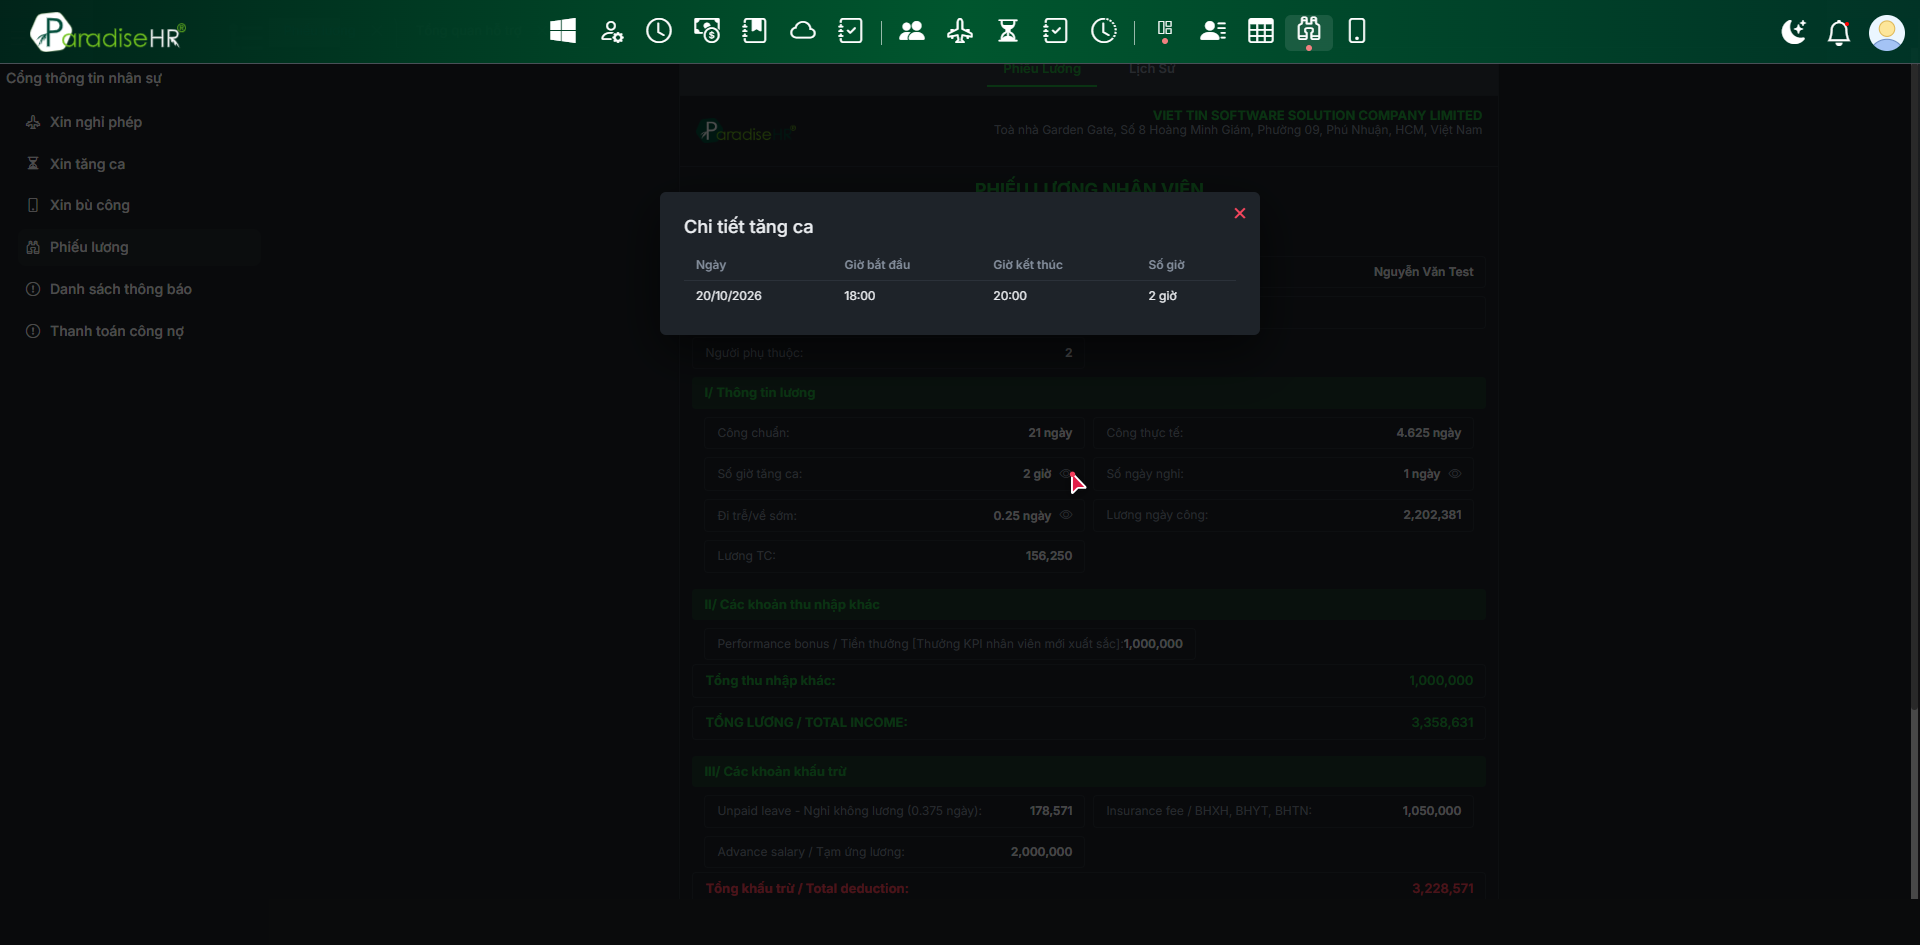 ParadiseHR®
Cổng thông tin nhân sự
Xin nghỉ phép
Xin tăng ca
Xin bù công
Phiếu lương
Danh sách thông báo
Thanh toán công nợ
Phiếu Lương
Lịch Sử
Paradise
VIET TIN SOFTWARE SOLUTION COMPANY LIMITED
Toà nhà Garden Gate, Số 8 Hoàng Minh Giám, Phường 09, Phú Nhuận, HCM, Việt Nam
PHIẾU LƯƠNG NHÂN VIÊN
Chi tiết tăng ca
Ngày Giờ bắt đầu Giờ kết thúc Số giờ
20/10/2026 18:00 20:00 2 giờ
Nguyễn Văn Test
Người phụ thuộc: 2
I/ Thông tin lương
Công chuẩn: 21 ngày Công thực tế: 4.625 ngày
Số giờ tăng ca: 2 giờ Số ngày nghỉ: 1 ngày
Đi trễ/về sớm: 0.25 ngày Lương ngày công: 2,202,381
Lương TC: 156,250
II/ Các khoản thu nhập khác
Performance bonus / Tiền thưởng [Thưởng KPI nhân viên mới xuất sắc]: 1,000,000
Tổng thu nhập khác: 1,000,000
TỔNG LƯƠNG / TOTAL INCOME: 3,358,631
III/ Các khoản khấu trừ
Unpaid leave - Nghỉ không lương (0.375 ngày): 178,571 Insurance fee / BHXH, BHYT, BHTN: 1,050,000
Advance salary / Tạm ứng lương: 2,000,000
Tổng khấu trừ / Total deduction: 3,228,571